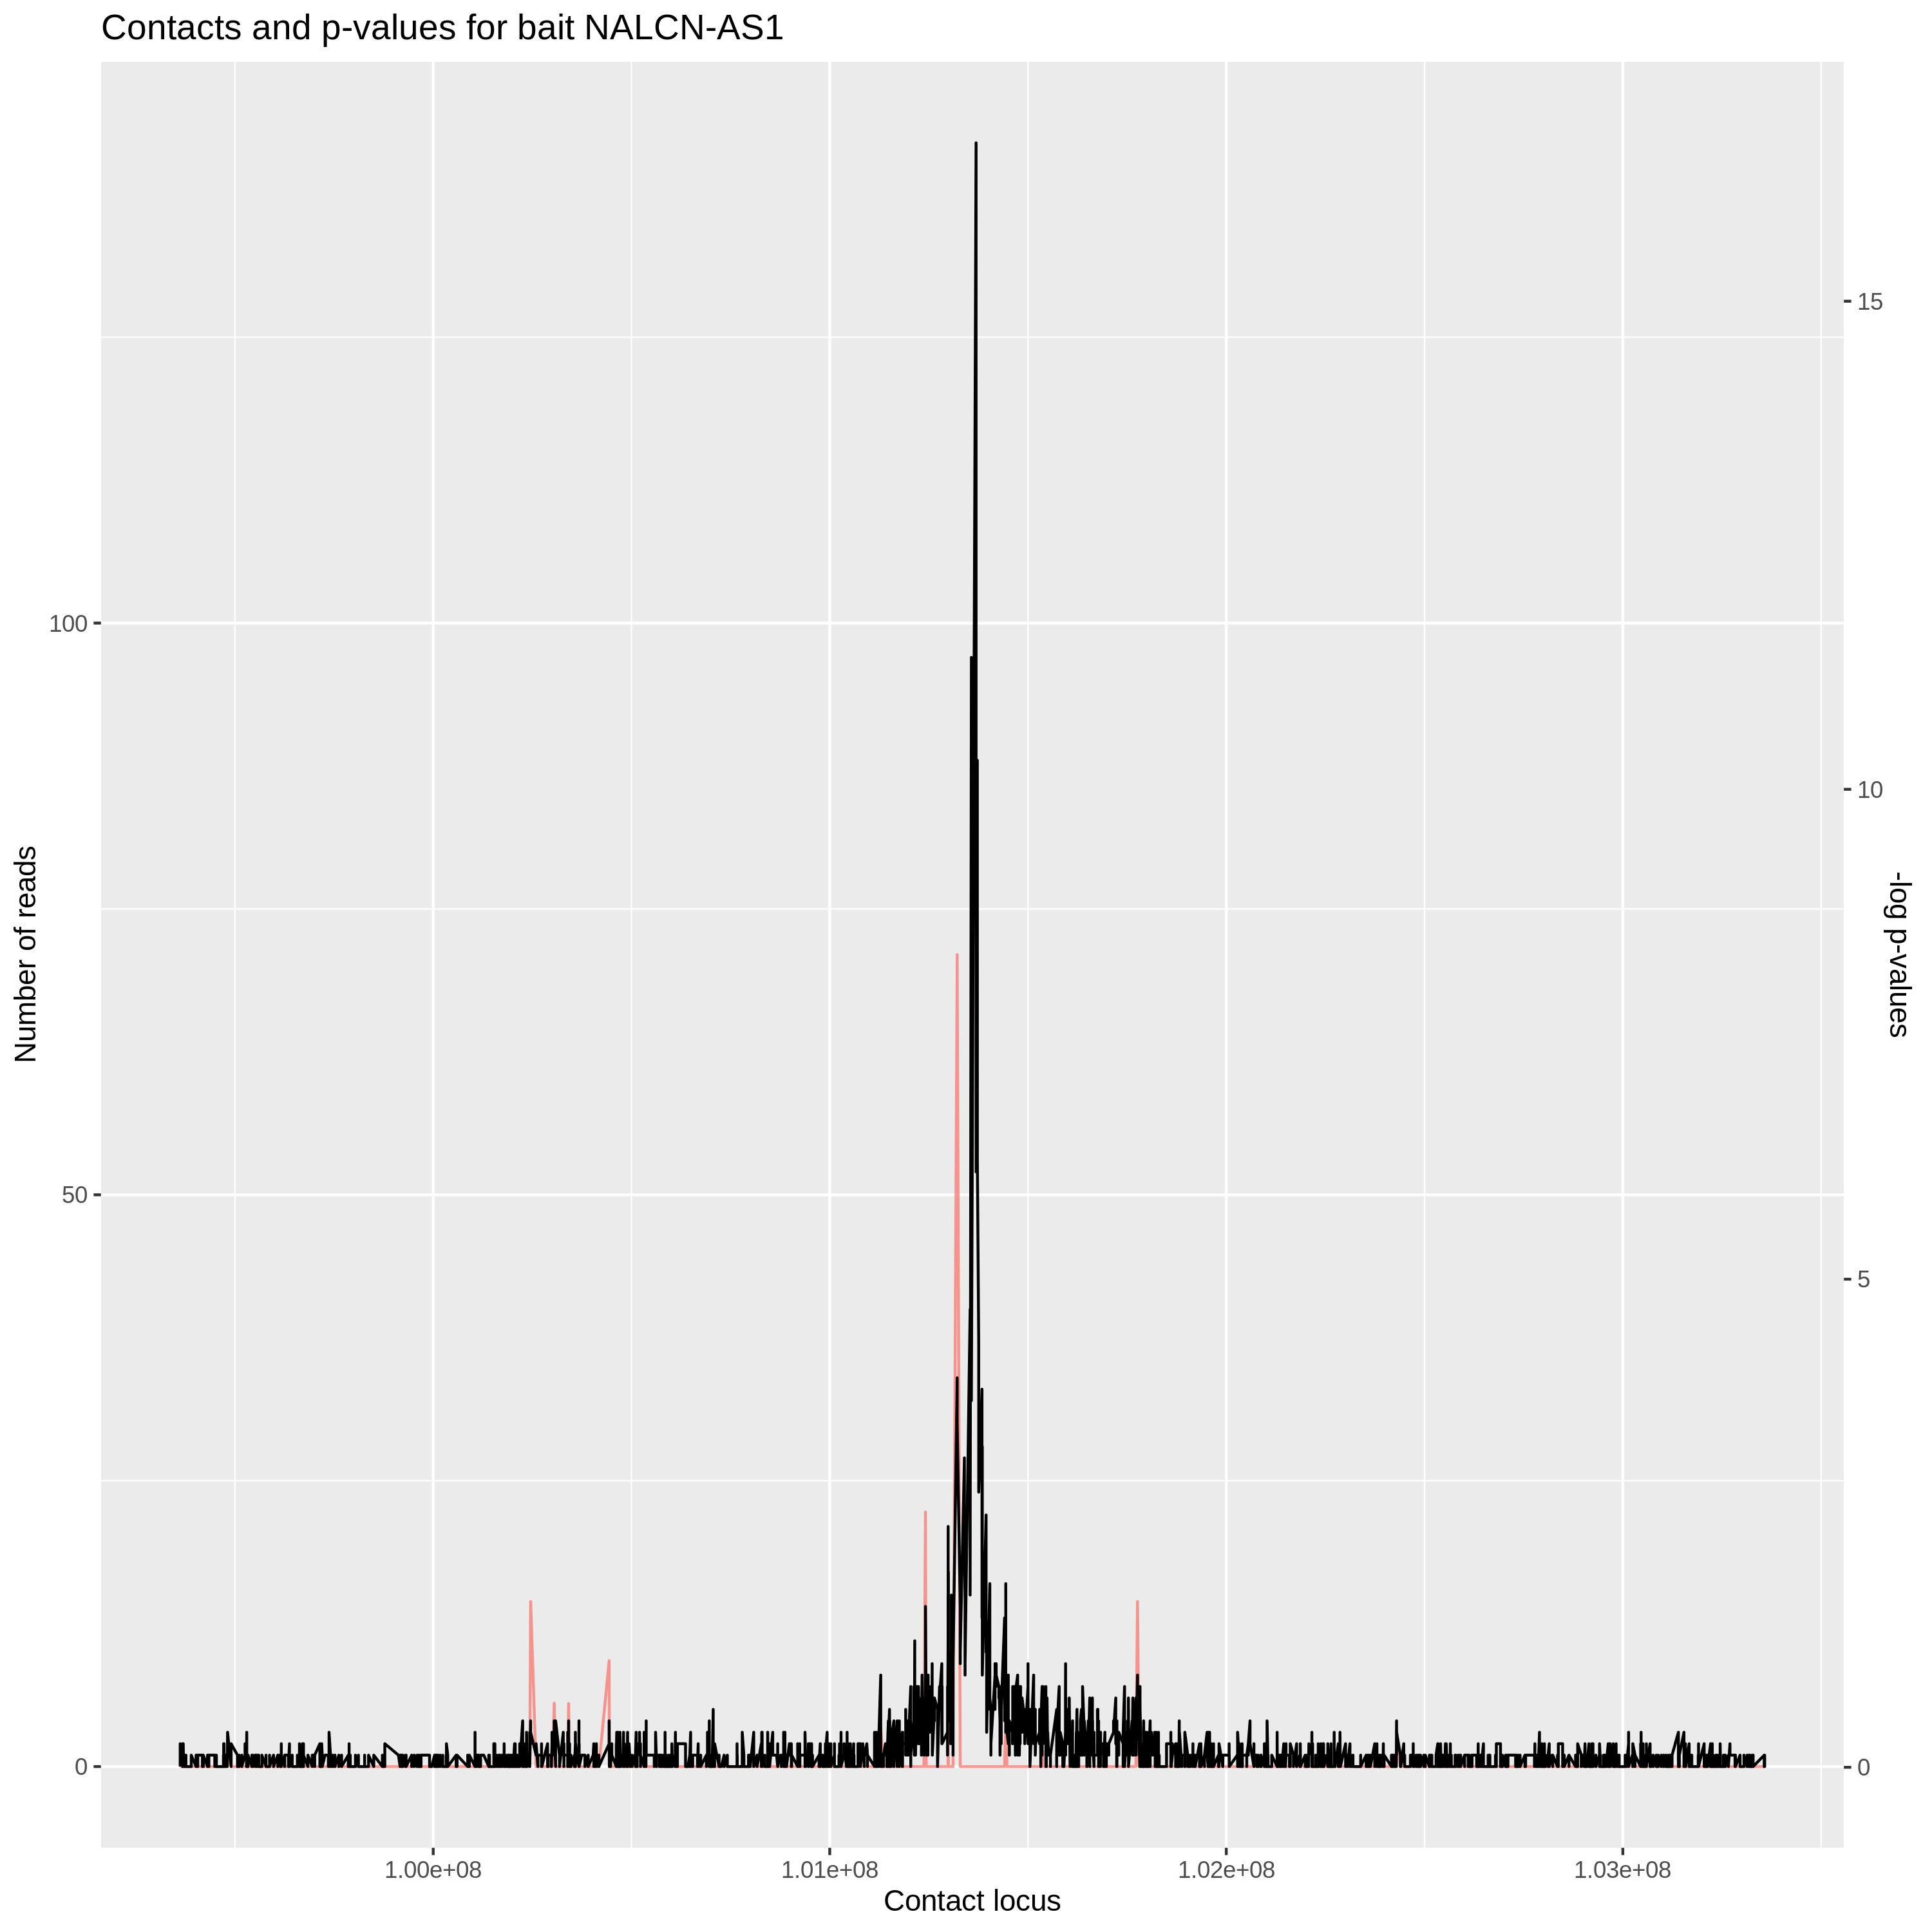 Contacts and p-values for bait NALCN-AS1
Number of reads
100
50
0
15
10
5
0
-log p-values
1.00e+08
1.01e+08
1.02e+08
1.03e+08
Contact locus